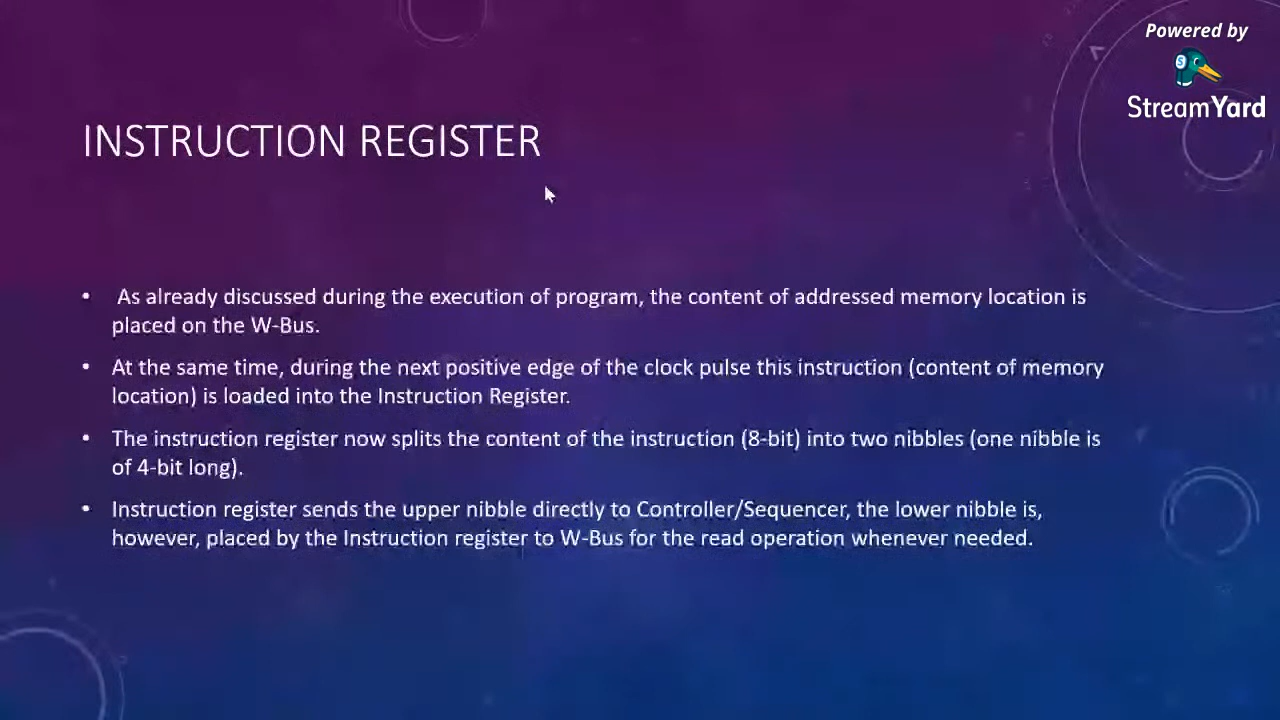 Powered by
StreamYard
INSTRUCTION REGISTER
• As already discussed during the execution of program, the content of addressed memory location is
placed on the W-Bus.
• At the same time, during the next positive edge of the clock pulse this instruction (content of memory
location) is loaded into the Instruction Register.
• The instruction register now splits the content of the instruction (8-bit) into two nibbles (one nibble is
of 4-bit long).
• Instruction register sends the upper nibble directly to Controller/Sequencer, the lower nibble is,
however, placed by the Instruction register to W-Bus for the read operation whenever needed.